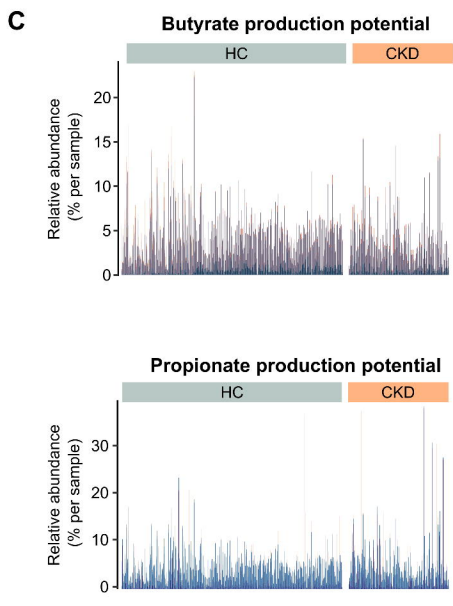 C
Butyrate production potential
HC
CKD
Relative abundance
(% per sample)
20
15
10
5
0
Propionate production potential
HC
CKD
Relative abundance
(% per sample)
30
20
10
0